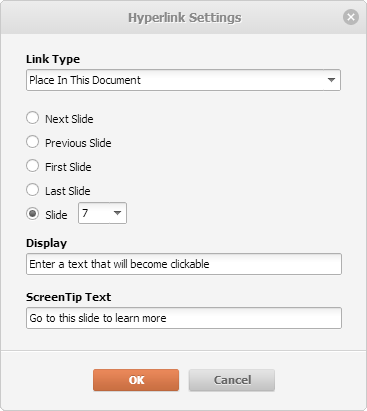 Hyperlink Settings
Link Type
Place In This Document
Next Slide
Previous Slide
First Slide
Last Slide
Slide 7
Display
Enter a text that will become clickable
ScreenTip Text
Go to this slide to learn more
OK Cancel